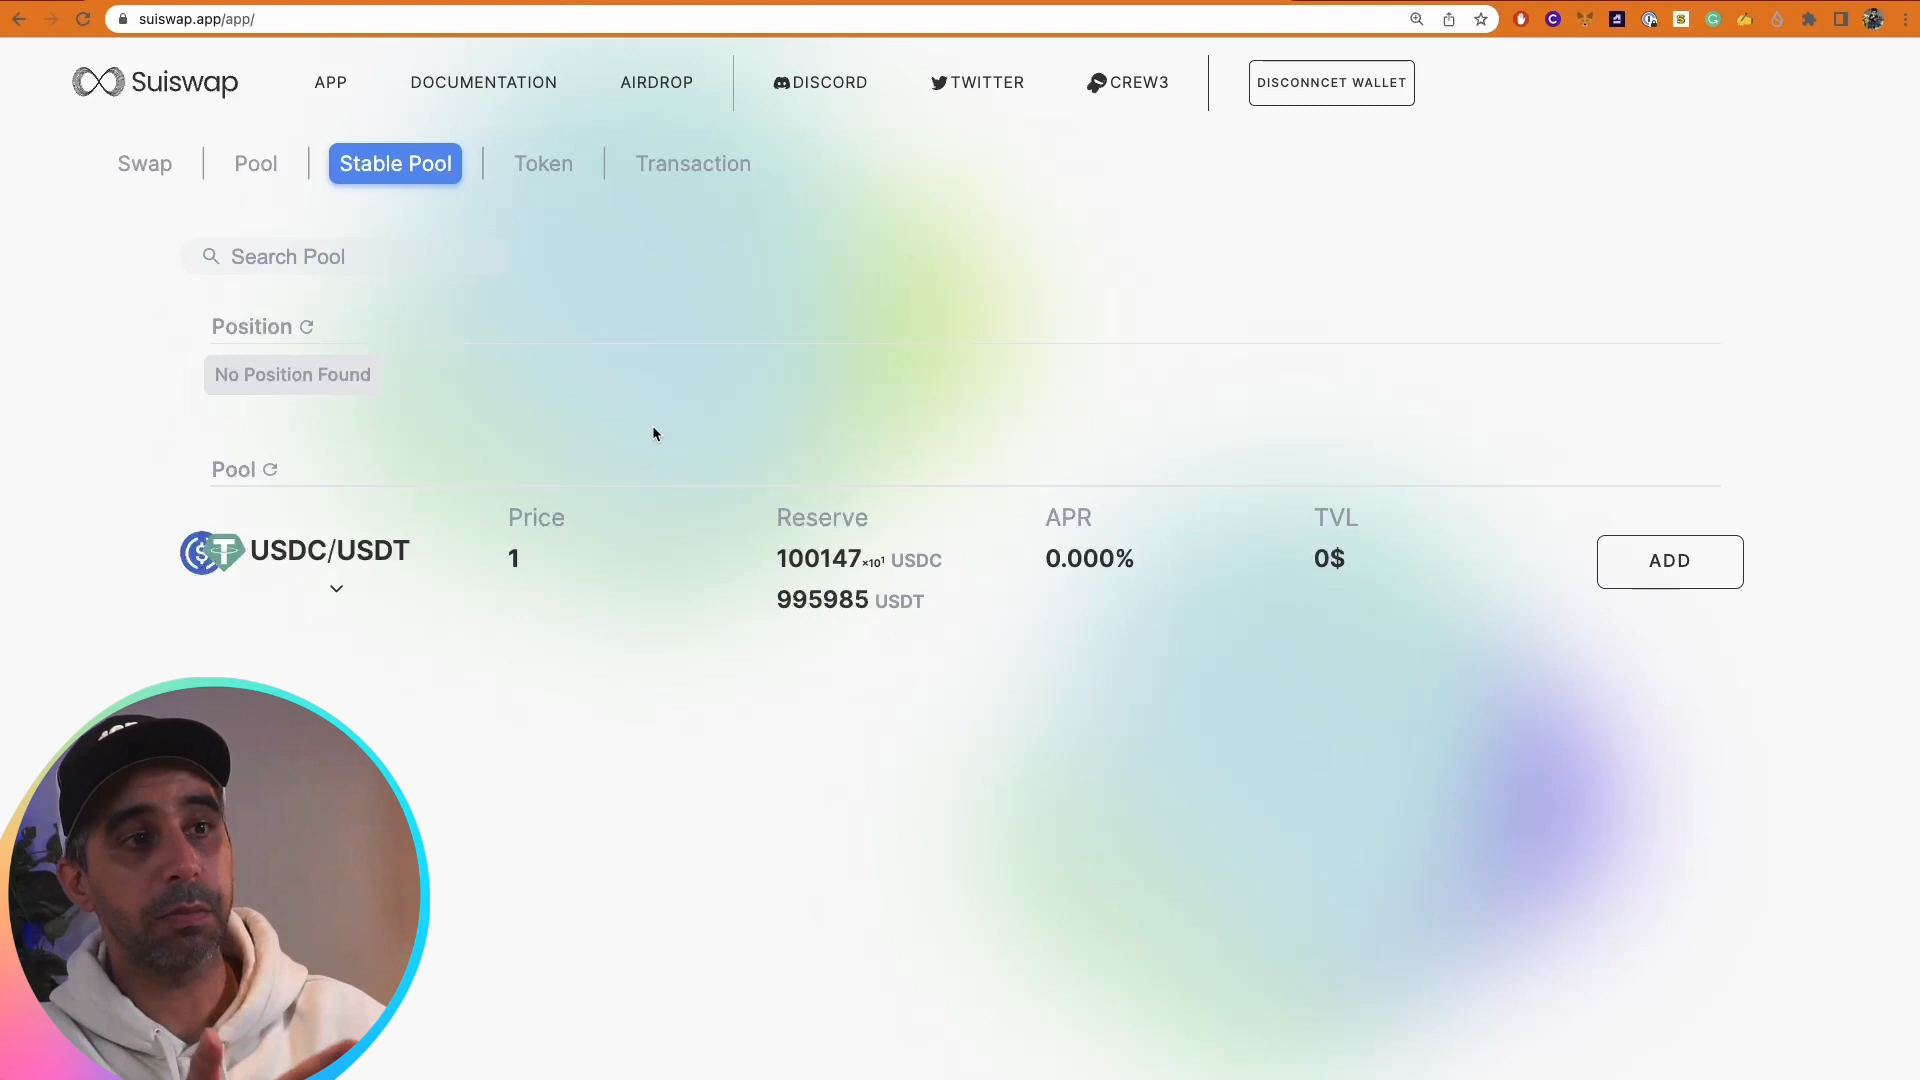 suiswap.app/app/
Suiswap
APP
DOCUMENTATION
AIRDROP
DISCORD
TWITTER
CREW3
DISCONNCET WALLET
Swap
Pool
Stable Pool
Token
Transaction
Search Pool
Position
No Position Found
Pool
USDC/USDT
Price
1
Reserve
100147×10¹ USDC
995985 USDT
APR
0.000%
TVL
0$
ADD